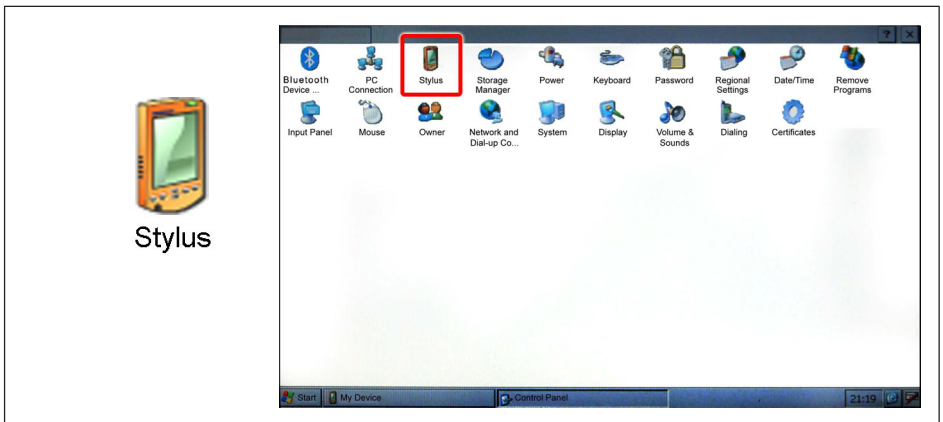 Stylus
?
Bluetooth Device ...
PC Connection
Stylus
Storage Manager
Power
Keyboard
Password
Regional Settings
Date/Time
Remove Programs
Input Panel
Mouse
Owner
Network and Dial-up Co...
System
Display
Volume & Sounds
Dialing
Certificates
Start
My Device
Control Panel
21:19